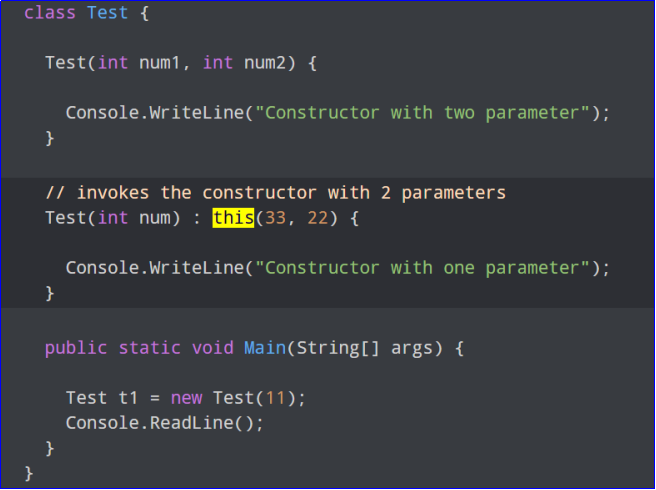 class Test {
Test(int num1, int num2) {
Console.WriteLine("Constructor with two parameter");
}
// invokes the constructor with 2 parameters
Test(int num) : this(33, 22) {
Console.WriteLine("Constructor with one parameter");
}
public static void Main(String[] args) {
Test t1 = new Test(11);
Console.ReadLine();
}
}